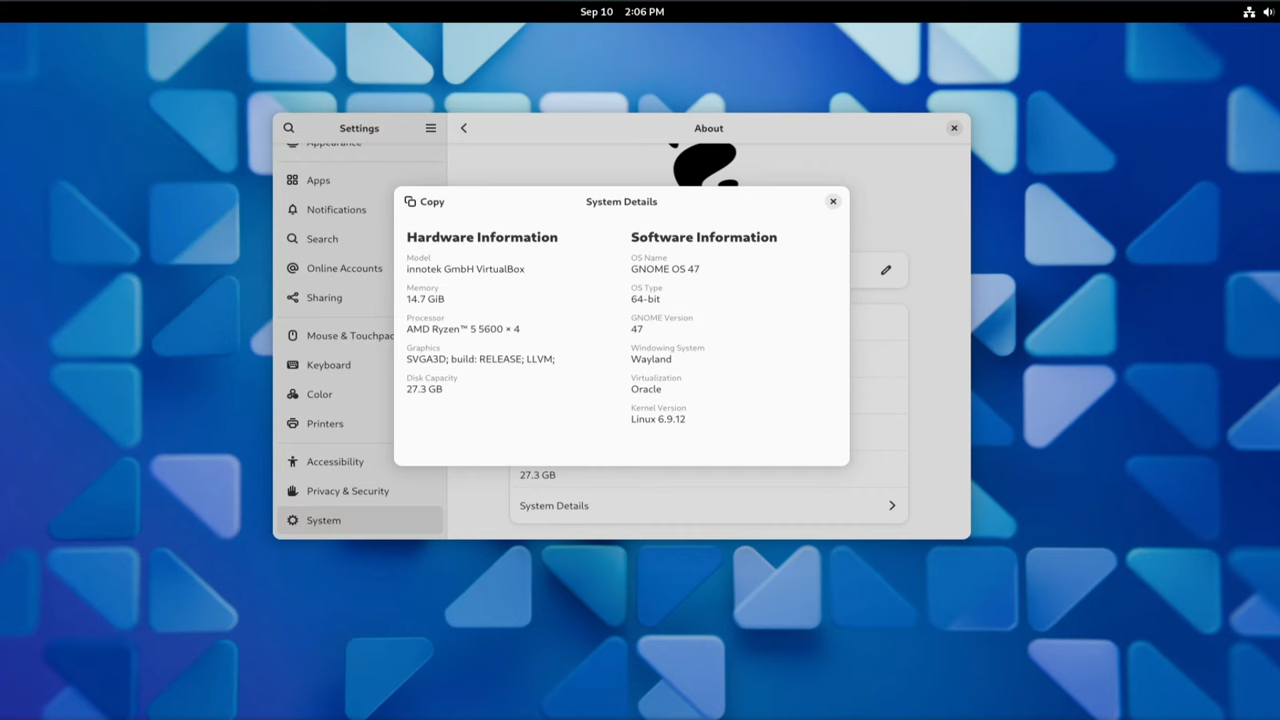 Sep 10 2:06 PM
Settings
About
Appearance
Apps
Notifications
Search
Online Accounts
Sharing
Mouse & Touchpad
Keyboard
Color
Printers
Accessibility
Privacy & Security
System
Copy
System Details
Hardware Information
Model
innotek GmbH VirtualBox
Memory
14.7 GiB
Processor
AMD Ryzen™ 5 5600 × 4
Graphics
SVGA3D; build: RELEASE; LLVM;
Disk Capacity
27.3 GB
Software Information
OS Name
GNOME OS 47
OS Type
64-bit
GNOME Version
47
Windowing System
Wayland
Virtualization
Oracle
Kernel Version
Linux 6.9.12
27.3 GB
System Details